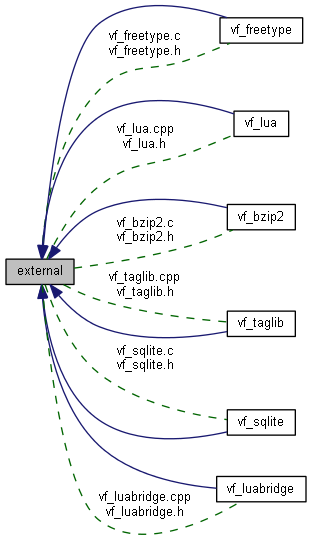 vf_freetype.c
vf_freetype.h
vf_freetype
vf_lua.cpp
vf_lua.h
vf_lua
vf_bzip2.c
vf_bzip2.h
vf_bzip2
external
vf_taglib.cpp
vf_taglib.h
vf_taglib
vf_sqlite.c
vf_sqlite.h
vf_sqlite
vf_luabridge.cpp
vf_luabridge.h
vf_luabridge